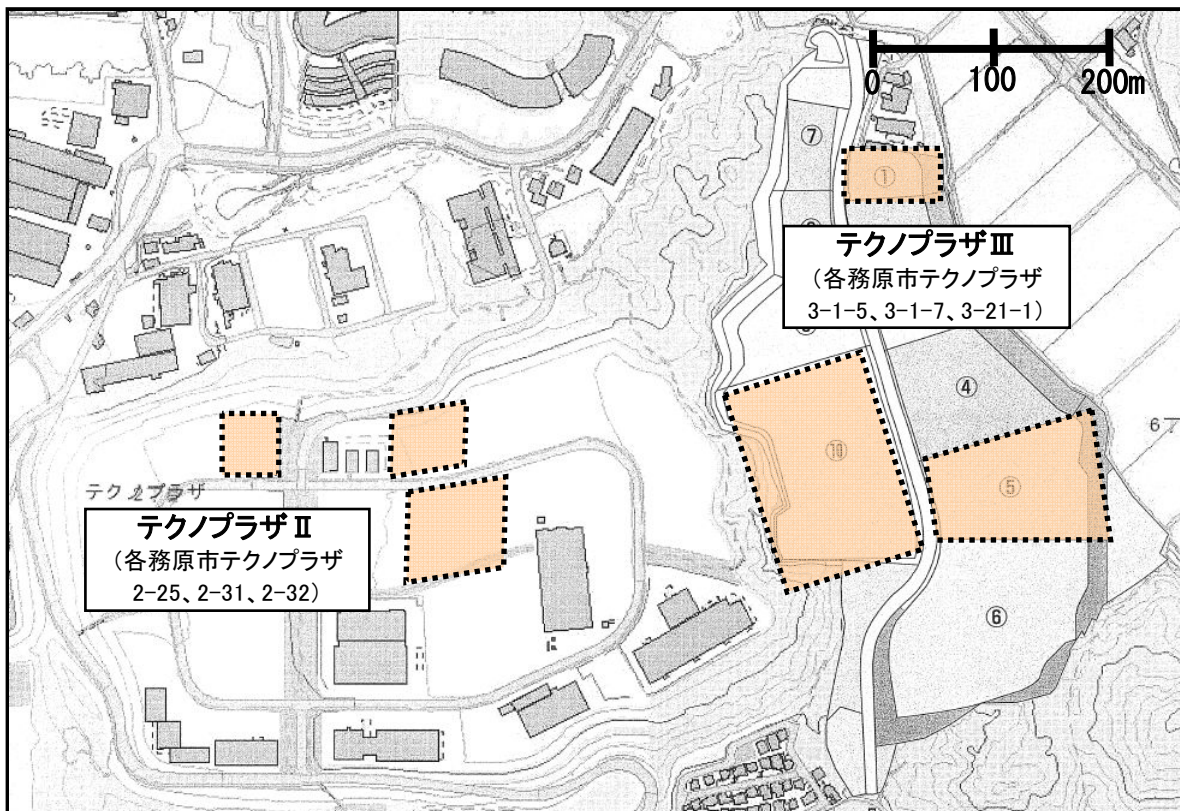 0 100 200m
⑦
①
テクノプラザⅢ
(各務原市テクノプラザ
3-1-5、3-1-7、3-21-1)
④
⑩
⑤
⑥
テクノプラザ
テクノプラザⅡ
(各務原市テクノプラザ
2-25、2-31、2-32)